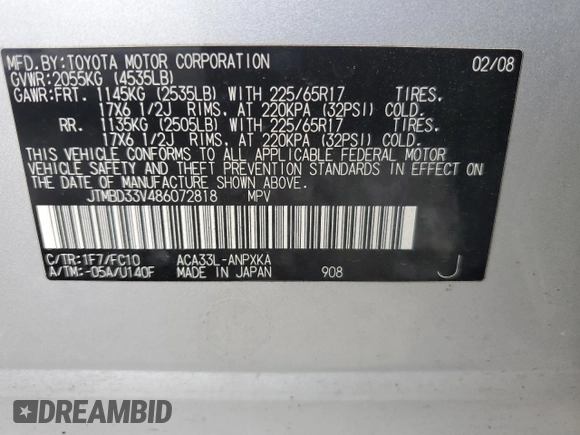 MFD.BY:TOYOTA MOTOR CORPORATION 02/08
GVWR:2055KG (4535LB)
GAWR:FRT. 1145KG (2535LB) WITH 225/65R17 TIRES.
17X6 1/2J RIMS, AT 220KPA (32PSI) COLD.
RR. 1135KG (2505LB) WITH 225/65R17 TIRES.
17X6 1/2J RIMS, AT 220KPA (32PSI) COLD.
THIS VEHICLE CONFORMS TO ALL APPLICABLE FEDERAL MOTOR
VEHICLE SAFETY AND THEFT PREVENTION STANDARDS IN EFFECT
ON THE DATE OF MANUFACTURE SHOWN ABOVE.
JTMBD33V486072818 MPV
C/TR:1F7/FC10 ACA33L-ANPXKA
A/TM:-05A/U140F MADE IN JAPAN 908 J
DREAMBID